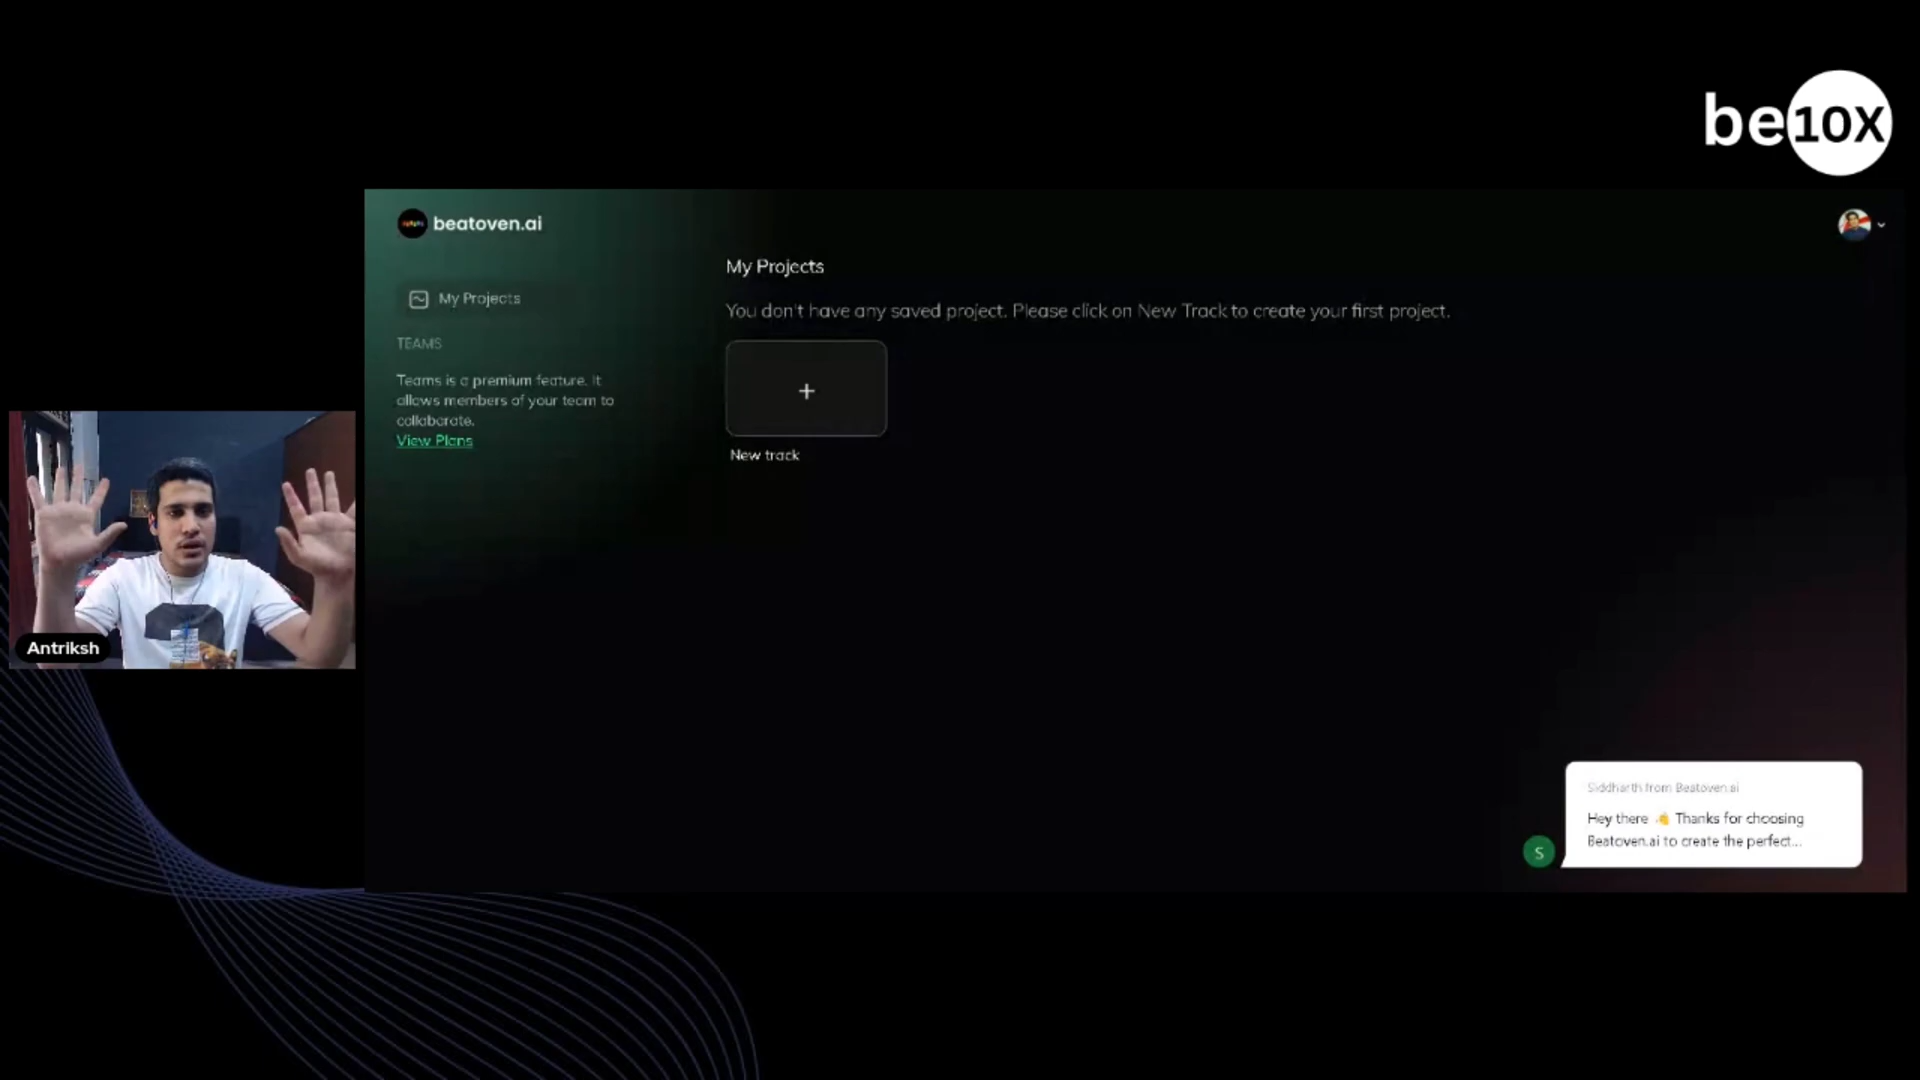 be10X
beatoven.ai
My Projects
TEAMS
Teams is a premium feature. It
allows members of your team to
collaborate.
View Plans
My Projects
You don't have any saved project. Please click on New Track to create your first project.
+
New track
Antriksh
Siddharth from Beatoven.ai
Hey there 👋 Thanks for choosing
Beatoven.ai to create the perfect...
S